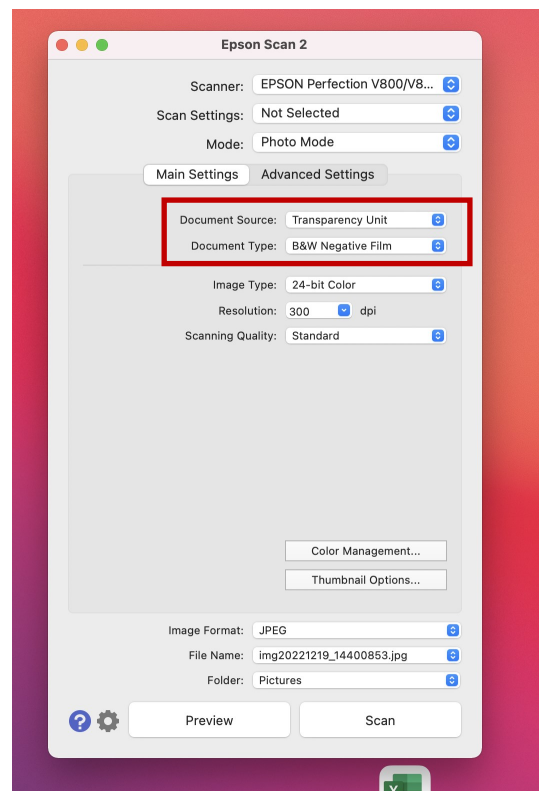 Epson Scan 2
Scanner: EPSON Perfection V800/V8...
Scan Settings: Not Selected
Mode: Photo Mode
Main Settings Advanced Settings
Document Source: Transparency Unit
Document Type: B&W Negative Film
Image Type: 24-bit Color
Resolution: 300 dpi
Scanning Quality: Standard
Color Management...
Thumbnail Options...
Image Format: JPEG
File Name: img20221219_14400853.jpg
Folder: Pictures
? Preview Scan
X